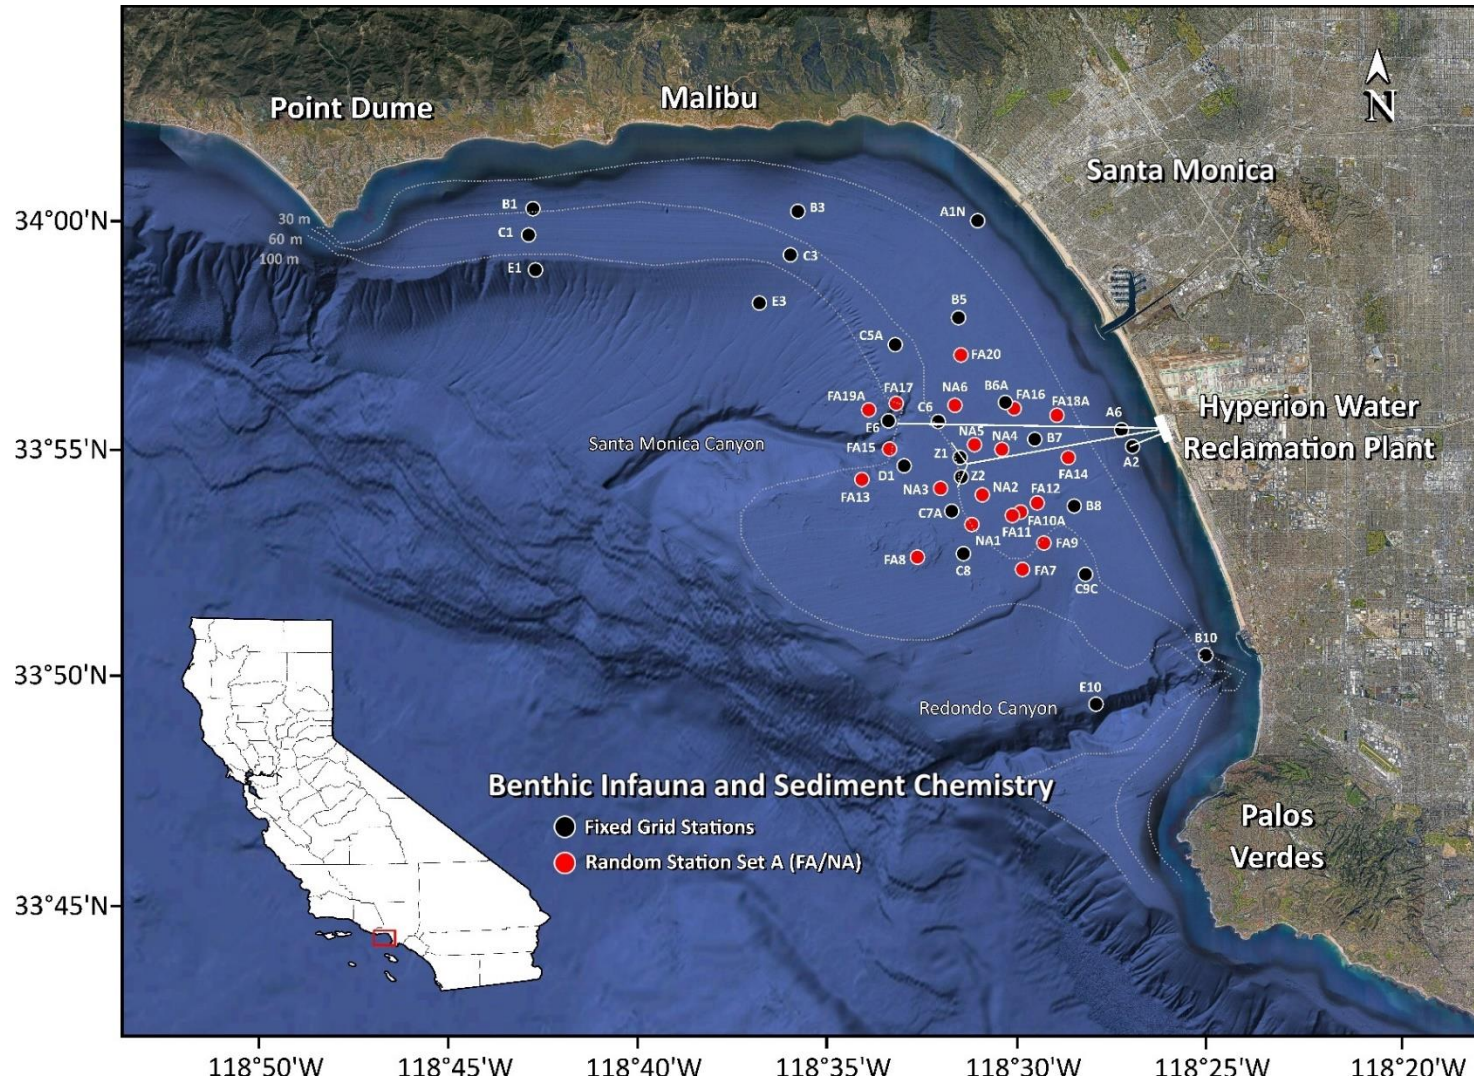 Point Dume
Malibu
N
Santa Monica
34°00'N
30 m
60 m
100 m
B1
C1
E1
B3
C3
E3
A1N
B5
C5A
FA20
FA19A
FA17
NA6
B6A
FA16
FA18A
A6
Hyperion Water
Reclamation Plant
C6
E6
33°55'N
Santa Monica Canyon
FA15
NA5
NA4
B7
A2
Z1
D1
Z2
FA14
FA13
NA3
NA2
FA12
C7A
FA10A
B8
FA11
NA1
FA9
FA8
C8
FA7
C9C
B10
33°50'N
E10
Redondo Canyon
Benthic Infauna and Sediment Chemistry
Fixed Grid Stations
Random Station Set A (FA/NA)
Palos
Verdes
33°45'N
118°50'W
118°45'W
118°40'W
118°35'W
118°30'W
118°25'W
118°20'W